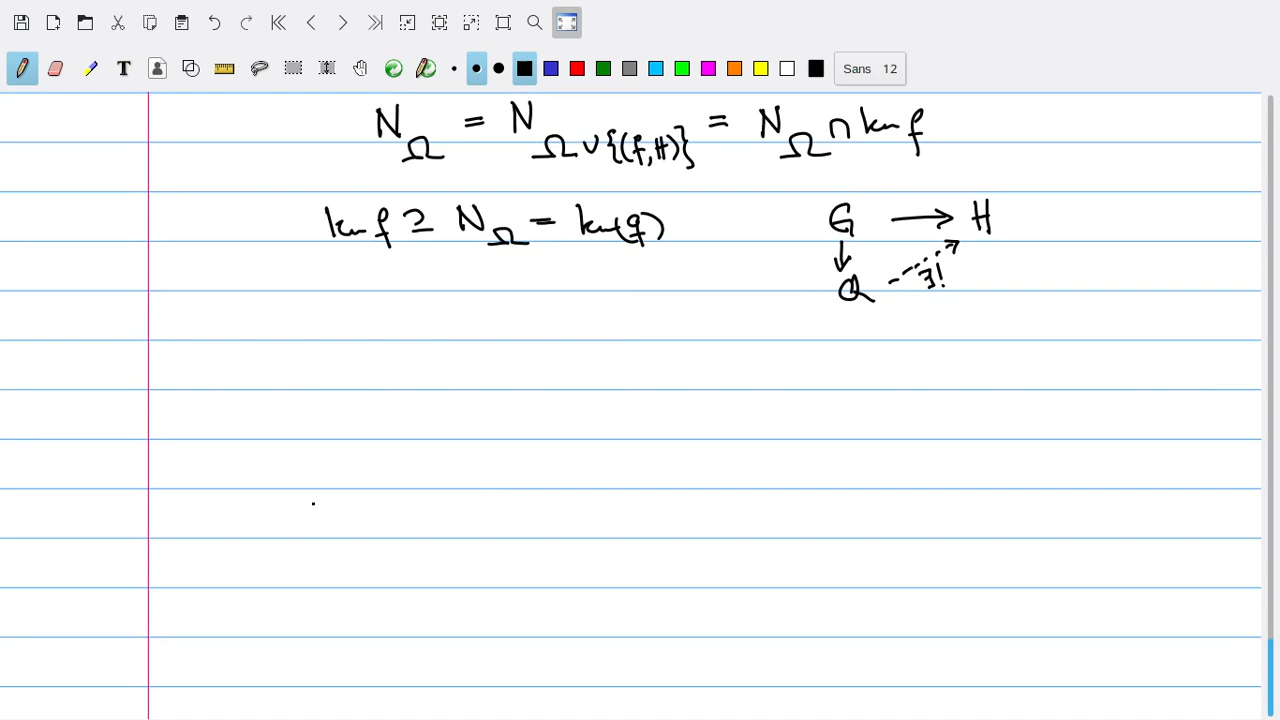 Sans 12
N_Ω = N_{Ω ∪ {(f,H)}} = N_Ω ∩ ker f
ker f ⊇ N_Ω = ker(q) G → H
↓
Q ⇢ ∃!